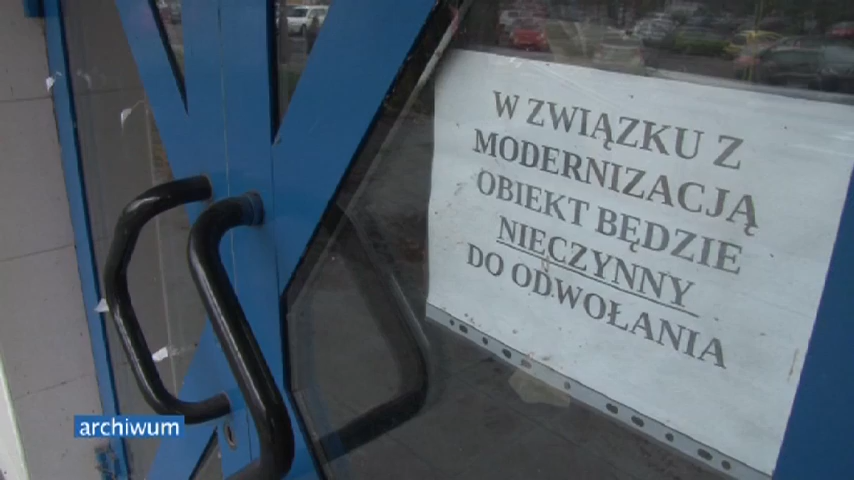 W ZWIĄZKU Z
MODERNIZACJĄ
OBIEKT BĘDZIE
NIECZYNNY
DO ODWOŁANIA
archiwum